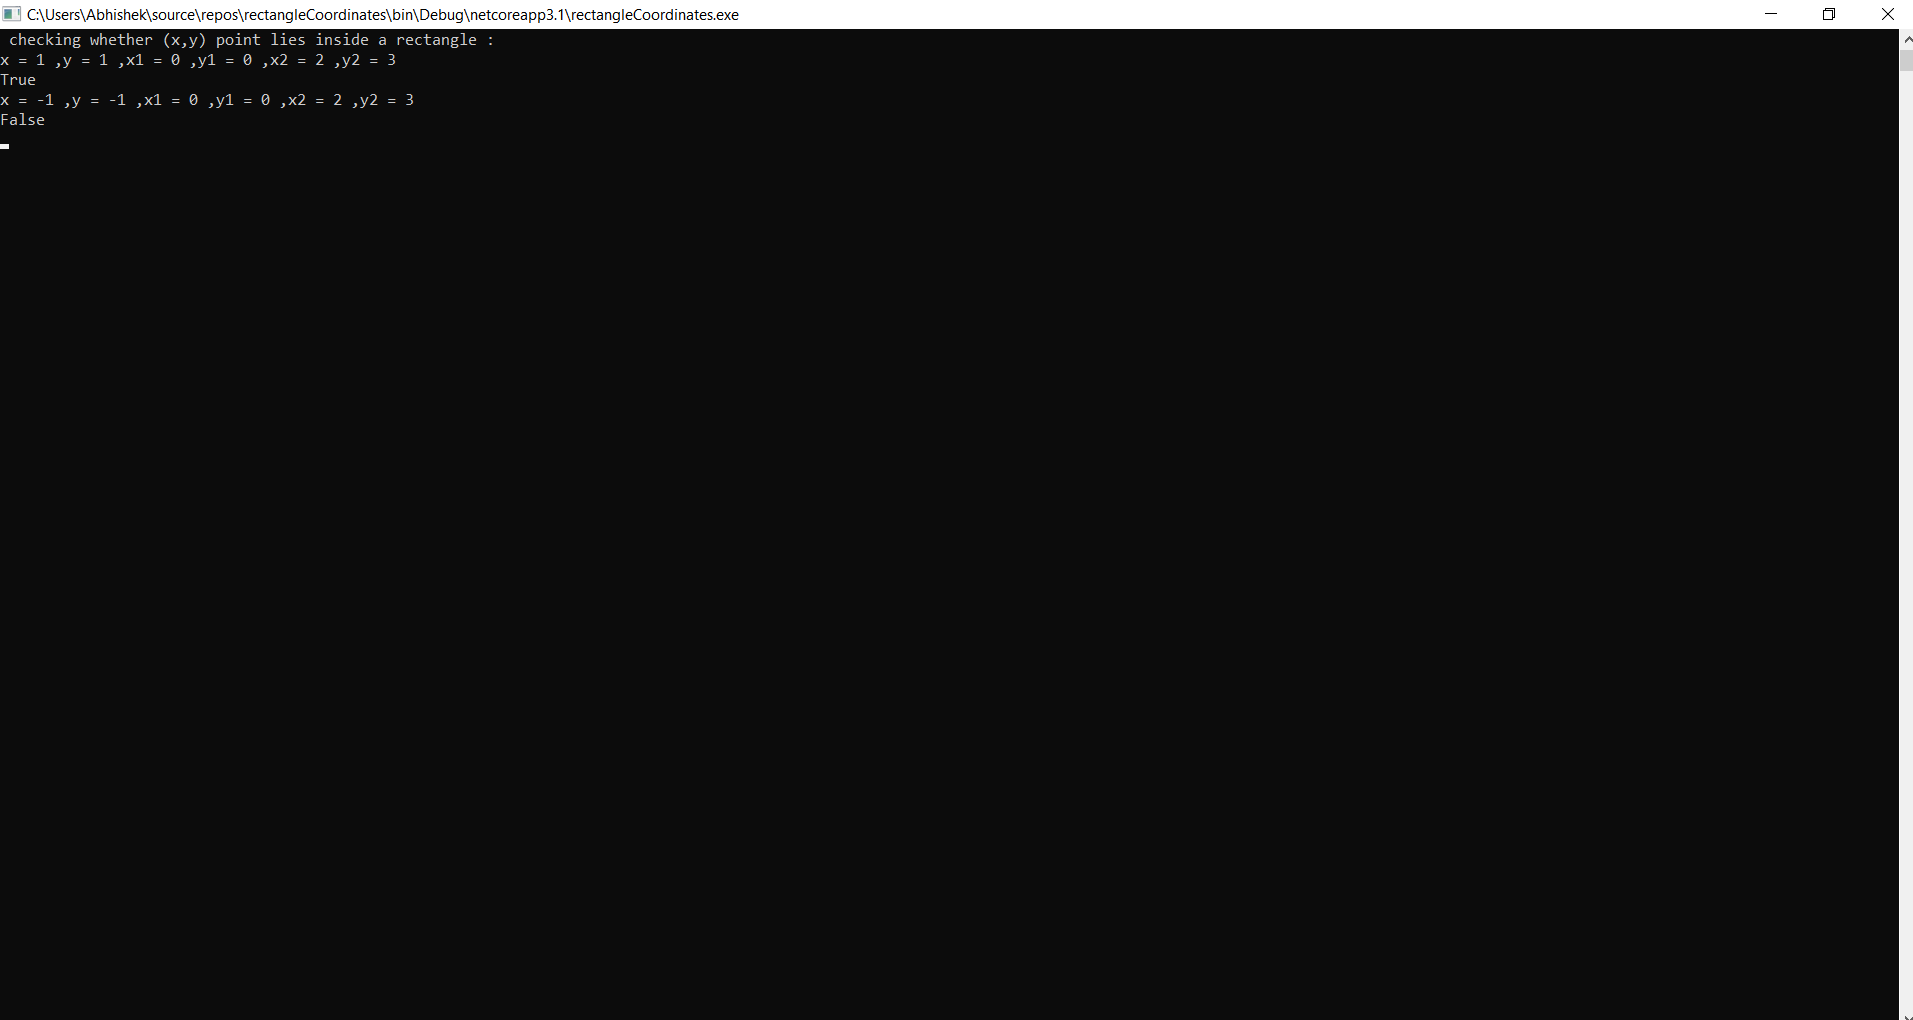 C:\Users\Abhishek\source\repos\rectangleCoordinates\bin\Debug\netcoreapp3.1\rectangleCoordinates.exe
 checking whether (x,y) point lies inside a rectangle :
x = 1 ,y = 1 ,x1 = 0 ,y1 = 0 ,x2 = 2 ,y2 = 3
True
x = -1 ,y = -1 ,x1 = 0 ,y1 = 0 ,x2 = 2 ,y2 = 3
False